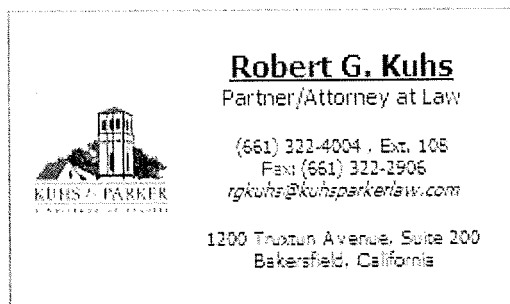 Robert G. Kuhs
Partner/Attorney at Law
(661) 322-4004 , Ext. 108
Fax: (661) 322-2906
rgkuhs@kuhsparkerlaw.com
KUHS & PARKER
1200 Truxtun Avenue, Suite 200
Bakersfield, California